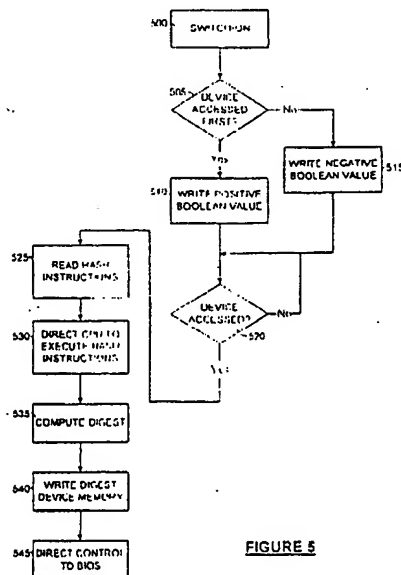 500
SWITCH ON
505
DEVICE
ACCESSED
FIRST?
No
Yes
510
WRITE POSITIVE
BOOLEAN VALUE
WRITE NEGATIVE
BOOLEAN VALUE
515
525
READ HASH
INSTRUCTIONS
DEVICE
ACCESSED?
No
520
Yes
530
DIRECT CPU TO
EXECUTE HASH
INSTRUCTIONS
535
COMPUTE DIGEST
540
WRITE DIGEST
DEVICE MEMORY
545
DIRECT CONTROL
TO BIOS
FIGURE 5